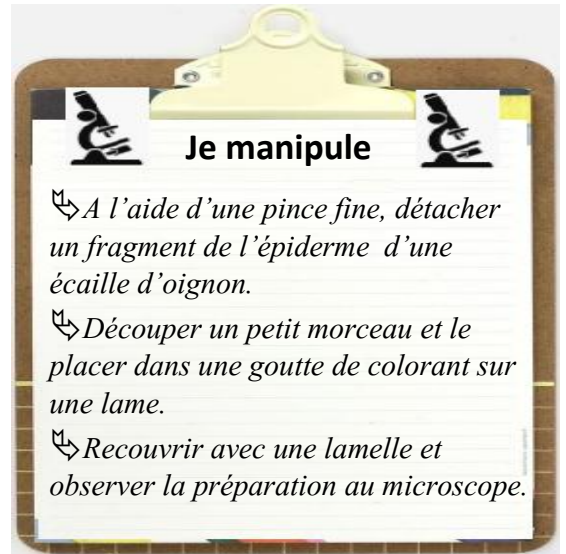 Je manipule
A l’aide d’une pince fine, détacher
un fragment de l’épiderme d’une
écaille d’oignon.
Découper un petit morceau et le
placer dans une goutte de colorant sur
une lame.
Recouvrir avec une lamelle et
observer la préparation au microscope.